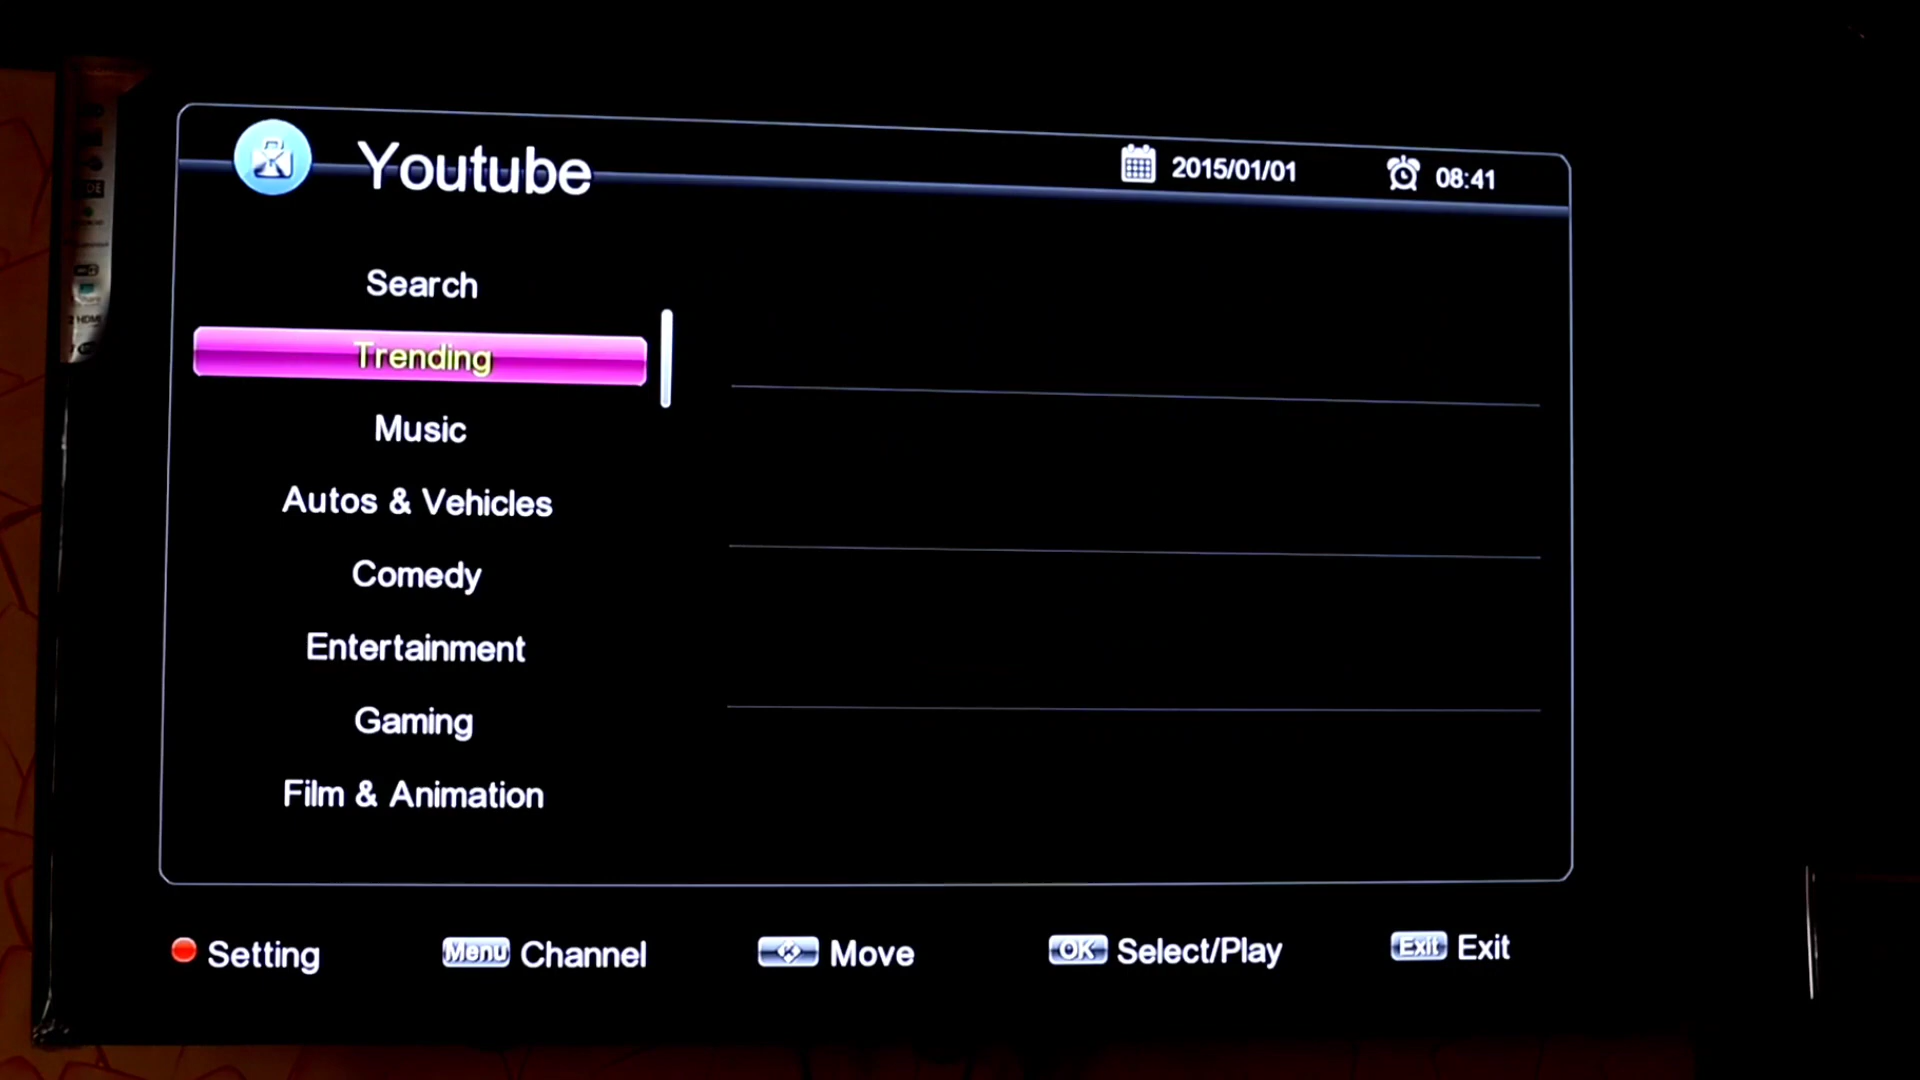 Youtube
2015/01/01
08:41
Search
Trending
Music
Autos & Vehicles
Comedy
Entertainment
Gaming
Film & Animation
Setting
Menu Channel
Move
OK Select/Play
Exit Exit
HDMI